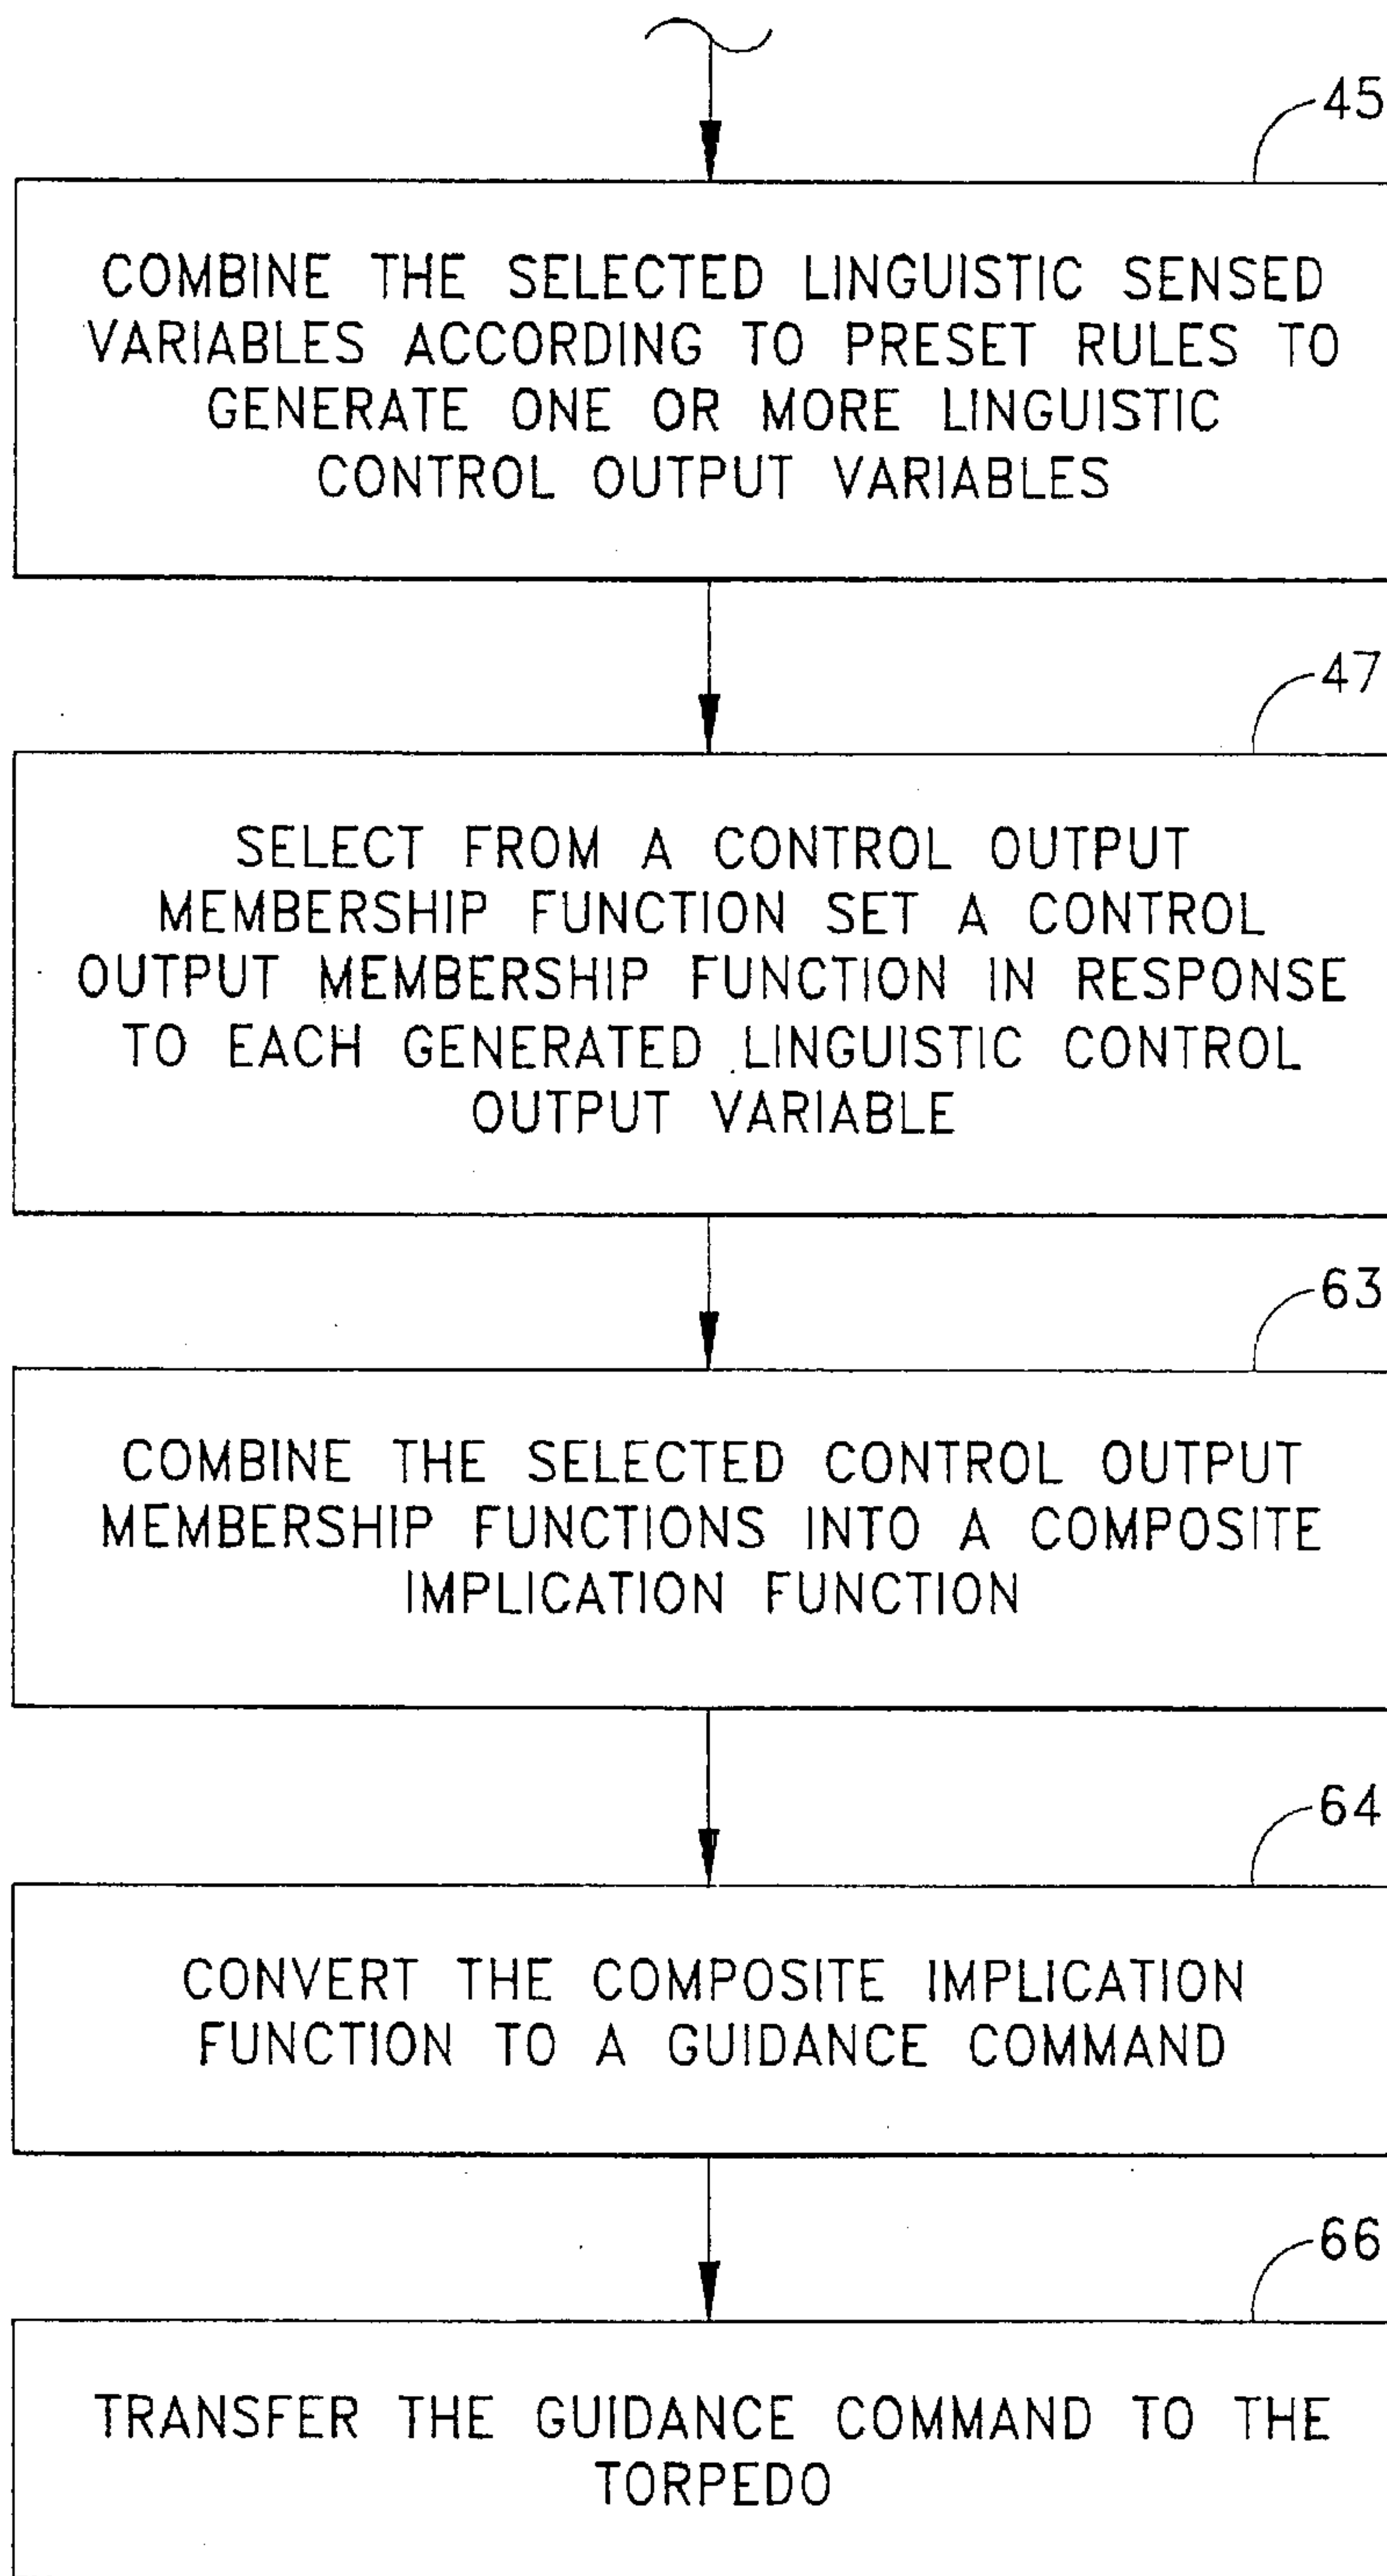 45
COMBINE THE SELECTED LINGUISTIC SENSED
VARIABLES ACCORDING TO PRESET RULES TO
GENERATE ONE OR MORE LINGUISTIC
CONTROL OUTPUT VARIABLES
47
SELECT FROM A CONTROL OUTPUT
MEMBERSHIP FUNCTION SET A CONTROL
OUTPUT MEMBERSHIP FUNCTION IN RESPONSE
TO EACH GENERATED LINGUISTIC CONTROL
OUTPUT VARIABLE
63
COMBINE THE SELECTED CONTROL OUTPUT
MEMBERSHIP FUNCTIONS INTO A COMPOSITE
IMPLICATION FUNCTION
64
CONVERT THE COMPOSITE IMPLICATION
FUNCTION TO A GUIDANCE COMMAND
66
TRANSFER THE GUIDANCE COMMAND TO THE
TORPEDO